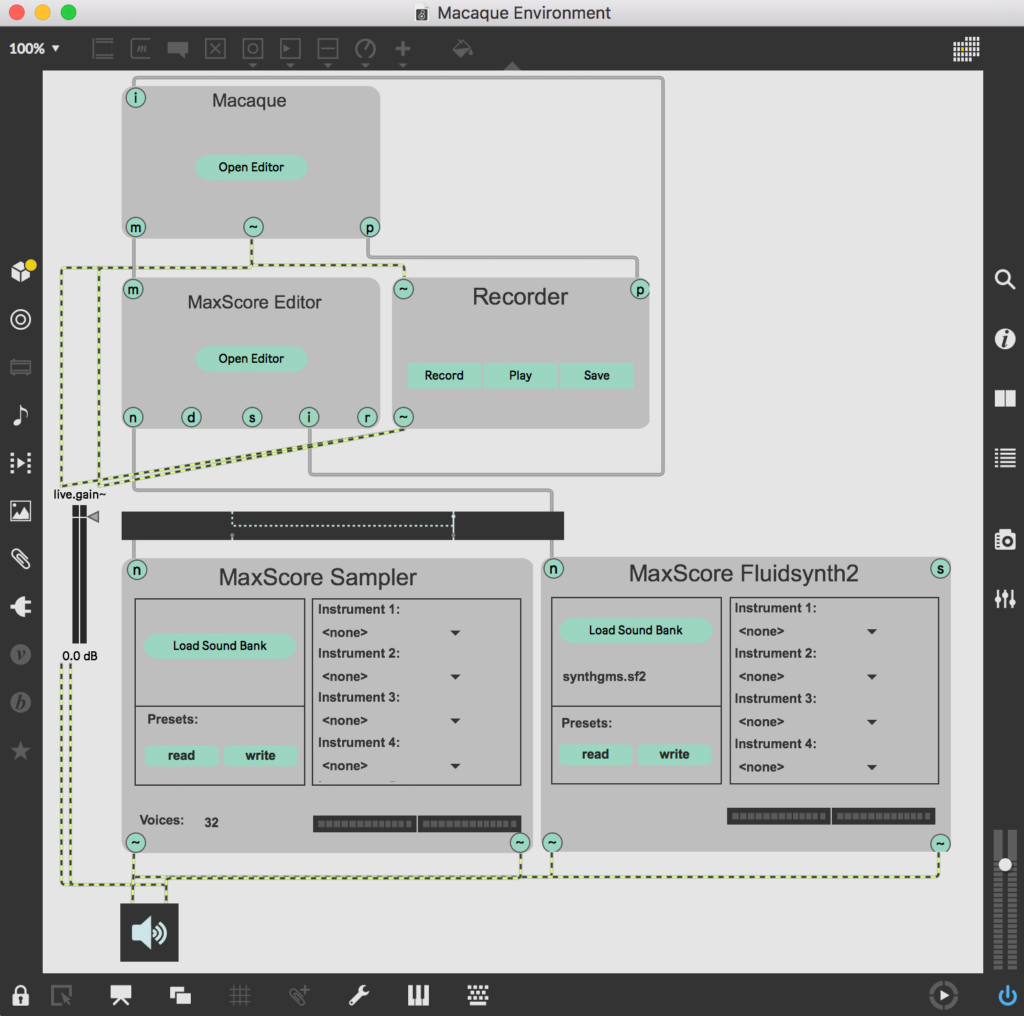 Macaque Environment
100%
m
i
Macaque
Open Editor
m ~ p
m
MaxScore Editor
Open Editor
n d s i r
~
Recorder
p
Record Play Save
~
live.gain~
0.0 dB
n
MaxScore Sampler
Load Sound Bank
Presets:
read write
Instrument 1:
<none>
Instrument 2:
<none>
Instrument 3:
<none>
Instrument 4:
<none>
Voices: 32
~ ~
n
MaxScore Fluidsynth2
s
Load Sound Bank
synthgms.sf2
Presets:
read write
Instrument 1:
<none>
Instrument 2:
<none>
Instrument 3:
<none>
Instrument 4:
<none>
~ ~
i
v
b